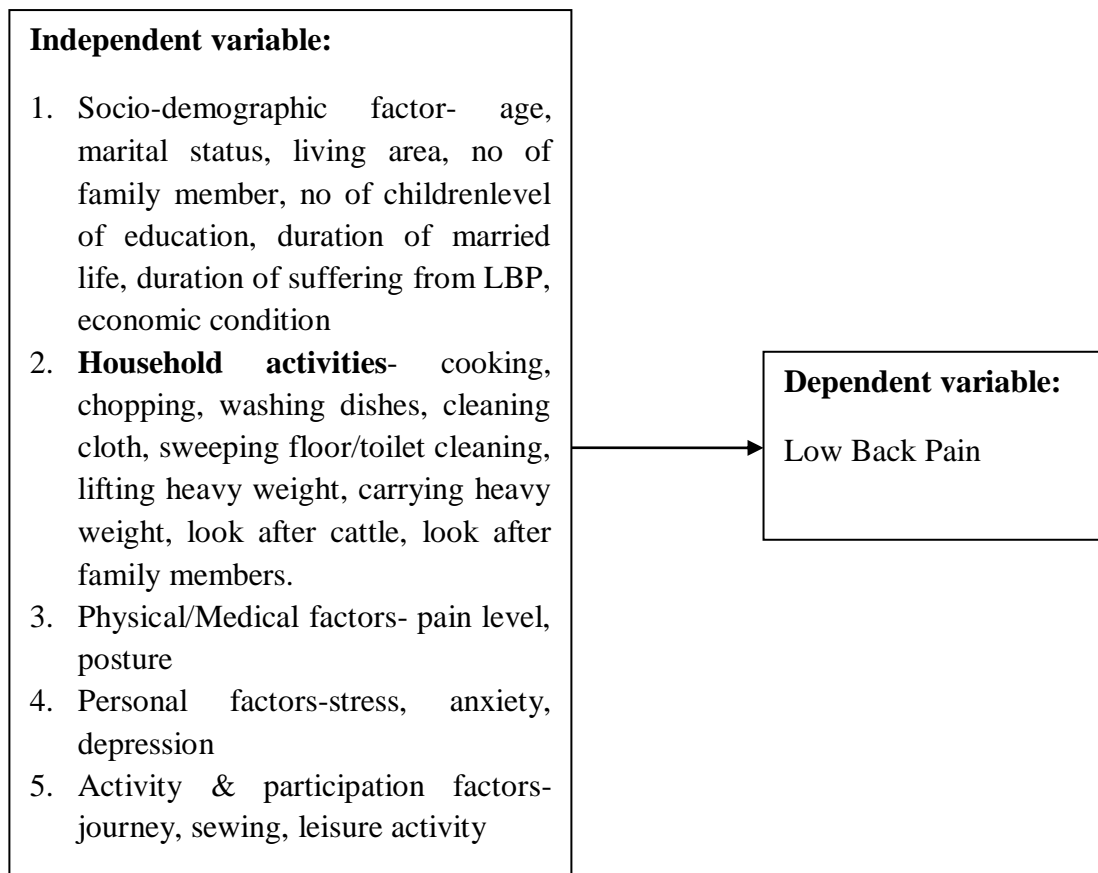 Independent variable:
1. Socio-demographic factor- age,
marital status, living area, no of
family member, no of childrenlevel
of education, duration of married
life, duration of suffering from LBP,
economic condition
2. Household activities- cooking,
chopping, washing dishes, cleaning
cloth, sweeping floor/toilet cleaning,
lifting heavy weight, carrying heavy
weight, look after cattle, look after
family members.
3. Physical/Medical factors- pain level,
posture
4. Personal factors-stress, anxiety,
depression
5. Activity & participation factors-
journey, sewing, leisure activity
Dependent variable:
Low Back Pain